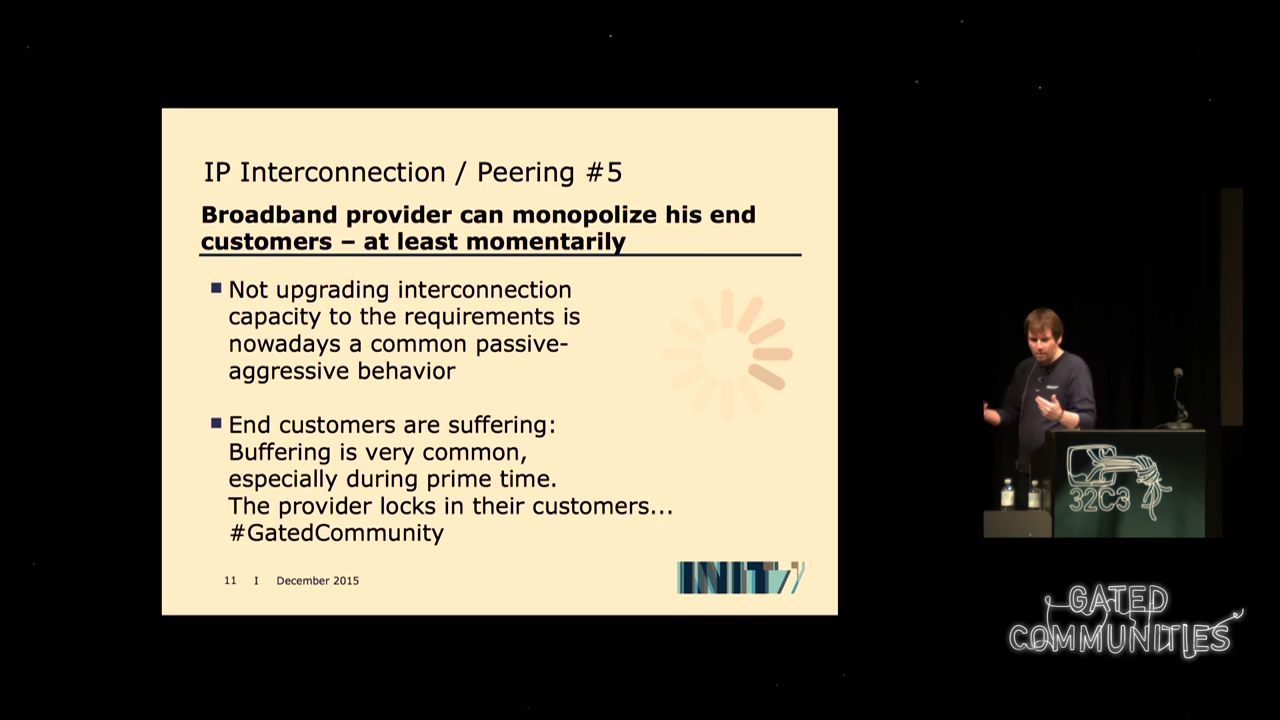 IP Interconnection / Peering #5
Broadband provider can monopolize his end
customers – at least momentarily
Not upgrading interconnection
capacity to the requirements is
nowadays a common passive-
aggressive behavior
End customers are suffering:
Buffering is very common,
especially during prime time.
The provider locks in their customers...
#GatedCommunity
11 I December 2015
INIT7
32C3
GATED
COMMUNITIES